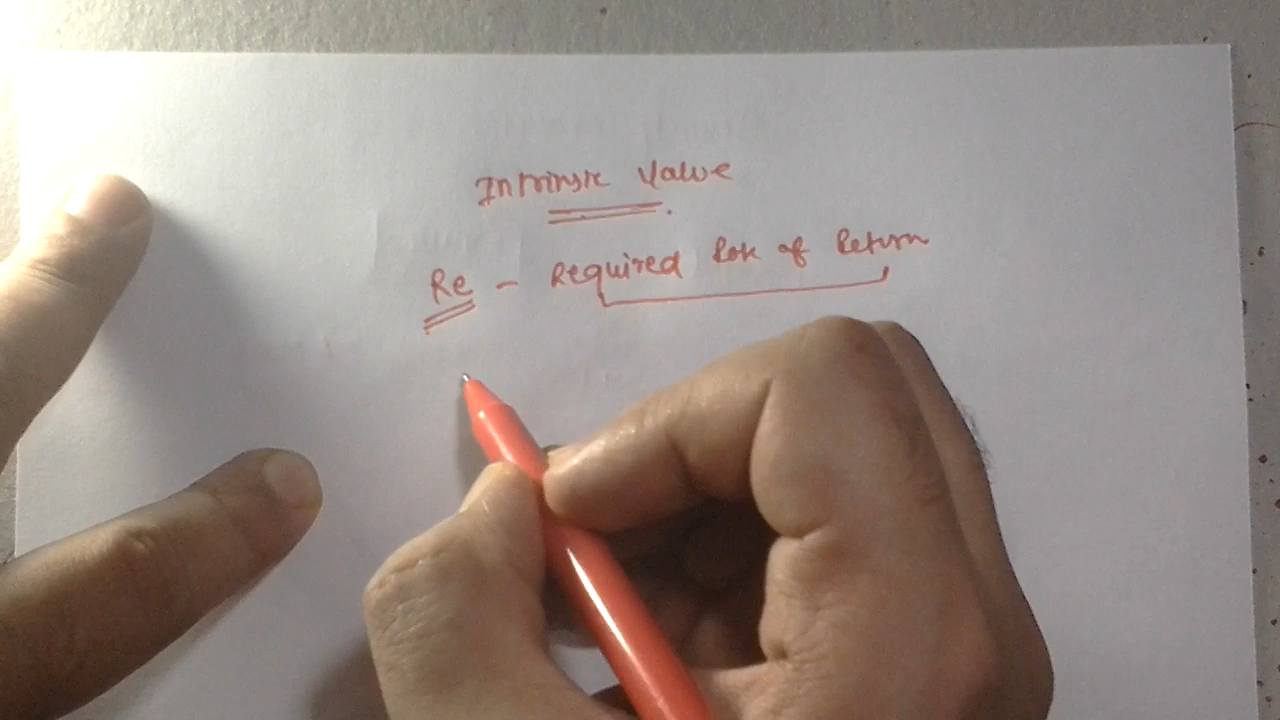 Intrinsic Value
Re - Required Rate of Return